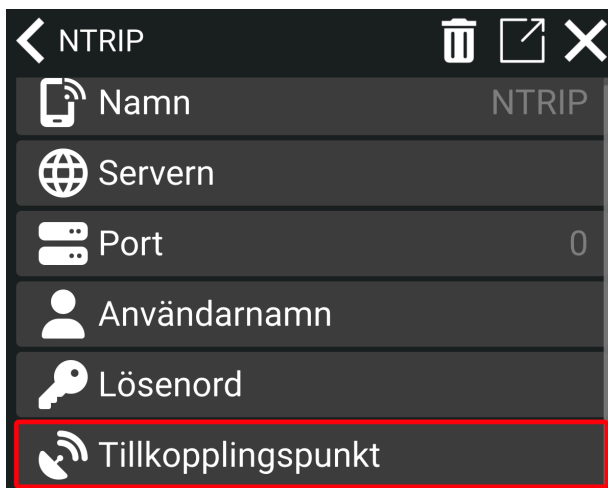 NTRIP
Namn NTRIP
Servern
Port 0
Användarnamn
Lösenord
Tillkopplingspunkt